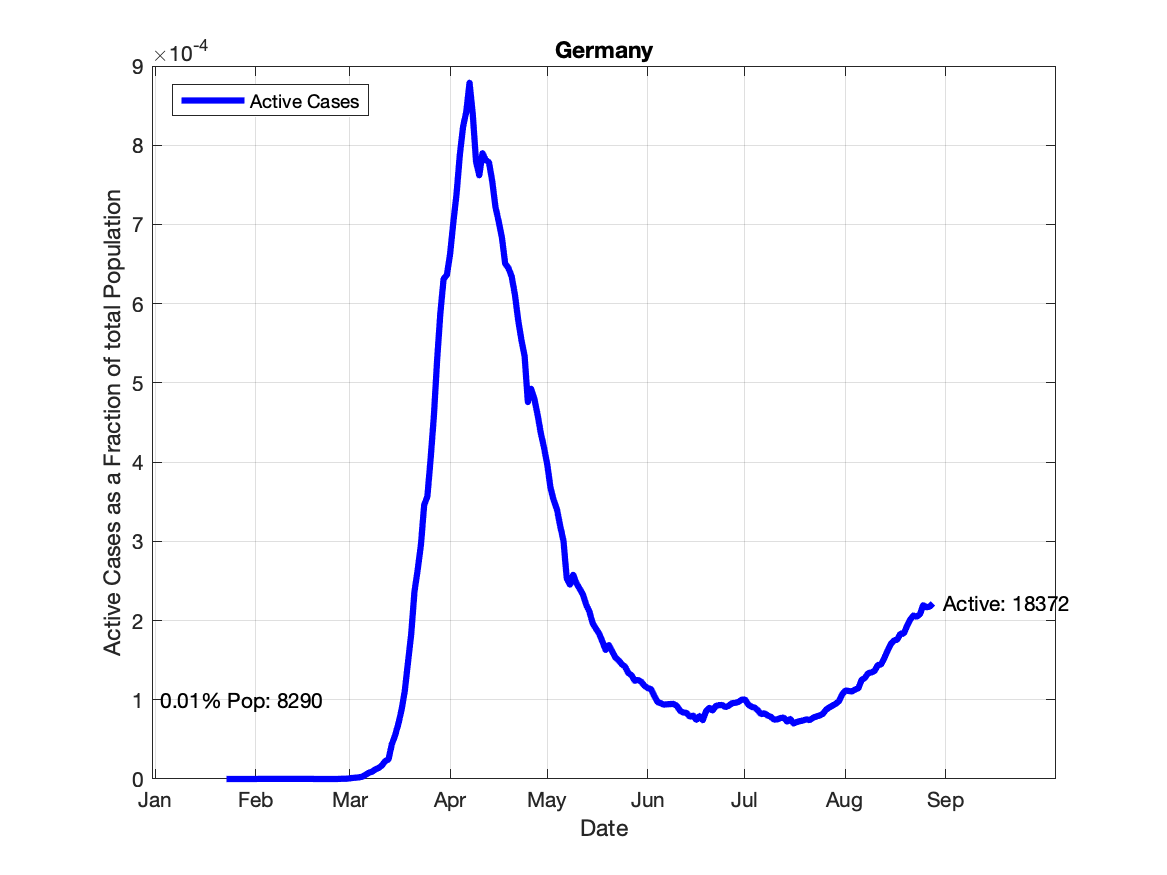 Germany
×10-4
Active Cases
9
8
7
6
5
4
3
2
1
0
Active Cases as a Fraction of total Population
0.01% Pop: 8290
Active: 18372
Jan Feb Mar Apr May Jun Jul Aug Sep
Date